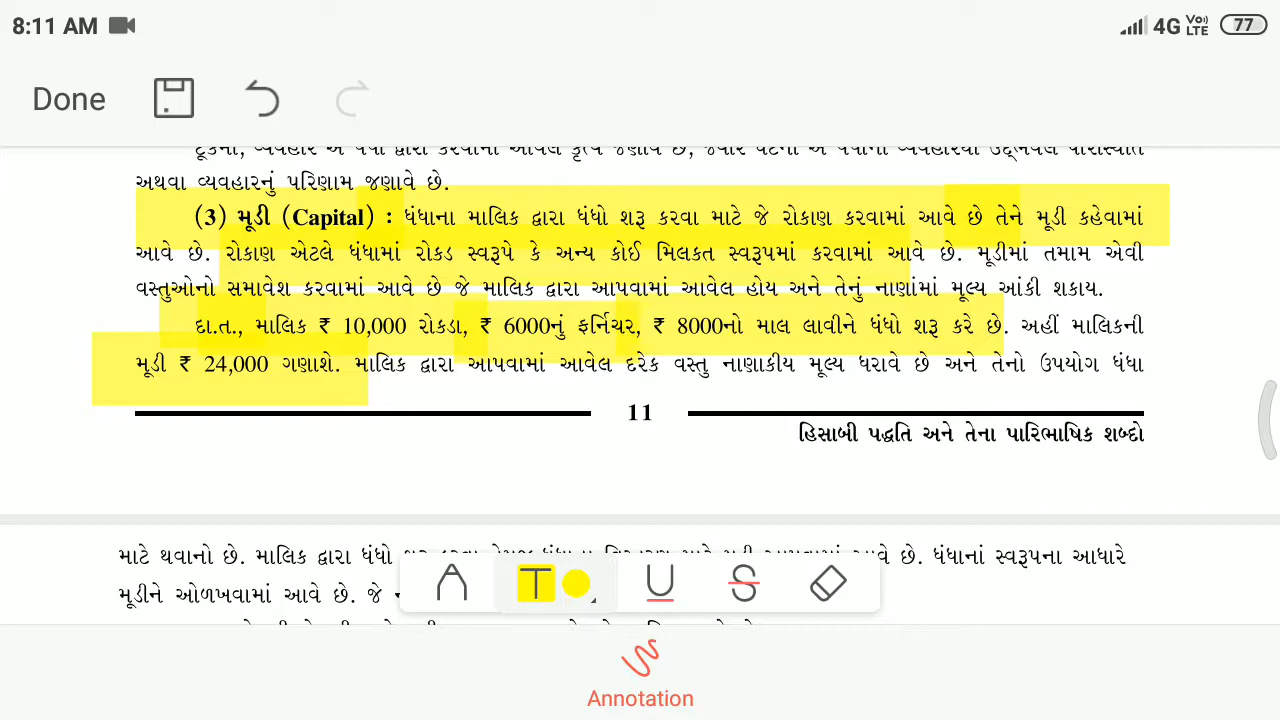 8:11 AM 4G Vo) LTE 77
Done
અથવા વ્યવહારનું પરિણામ જણાવે છે.
(3) મૂડી (Capital) : ધંધાના માલિક દ્વારા ધંધો શરૂ કરવા માટે જે રોકાણ કરવામાં આવે છે તેને મૂડી કહેવામાં
આવે છે. રોકાણ એટલે ધંધામાં રોકડ સ્વરૂપે કે અન્ય કોઈ મિલકત સ્વરૂપમાં કરવામાં આવે છે. મૂડીમાં તમામ એવી
વસ્તુઓનો સમાવેશ કરવામાં આવે છે જે માલિક દ્વારા આપવામાં આવેલ હોય અને તેનું નાણાંમાં મૂલ્ય આંકી શકાય.
દા.ત., માલિક ₹ 10,000 રોકડા, ₹ 6000નું ફર્નિચર, ₹ 8000નો માલ લાવીને ધંધો શરૂ કરે છે. અહીં માલિકની
મૂડી ₹ 24,000 ગણાશે. માલિક દ્વારા આપવામાં આવેલ દરેક વસ્તુ નાણાકીય મૂલ્ય ધરાવે છે અને તેનો ઉપયોગ ધંધા
11
હિસાબી પદ્ધતિ અને તેના પારિભાષિક શબ્દો
માટે થવાનો છે. માલિક દ્વારા ધંધો છે. ધંધાનાં સ્વરૂપના આધારે
મૂડીને ઓળખવામાં આવે છે. જે
Annotation